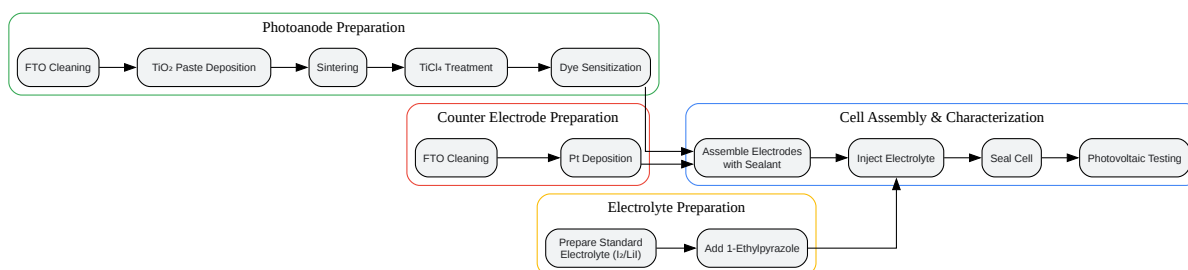 Photoanode Preparation
FTO Cleaning
TiO₂ Paste Deposition
Sintering
TiCl₄ Treatment
Dye Sensitization
Counter Electrode Preparation
FTO Cleaning
Pt Deposition
Cell Assembly & Characterization
Assemble Electrodes
with Sealant
Inject Electrolyte
Seal Cell
Photovoltaic Testing
Electrolyte Preparation
Prepare Standard
Electrolyte (I₂/LiI)
Add 1-Ethylpyrazole